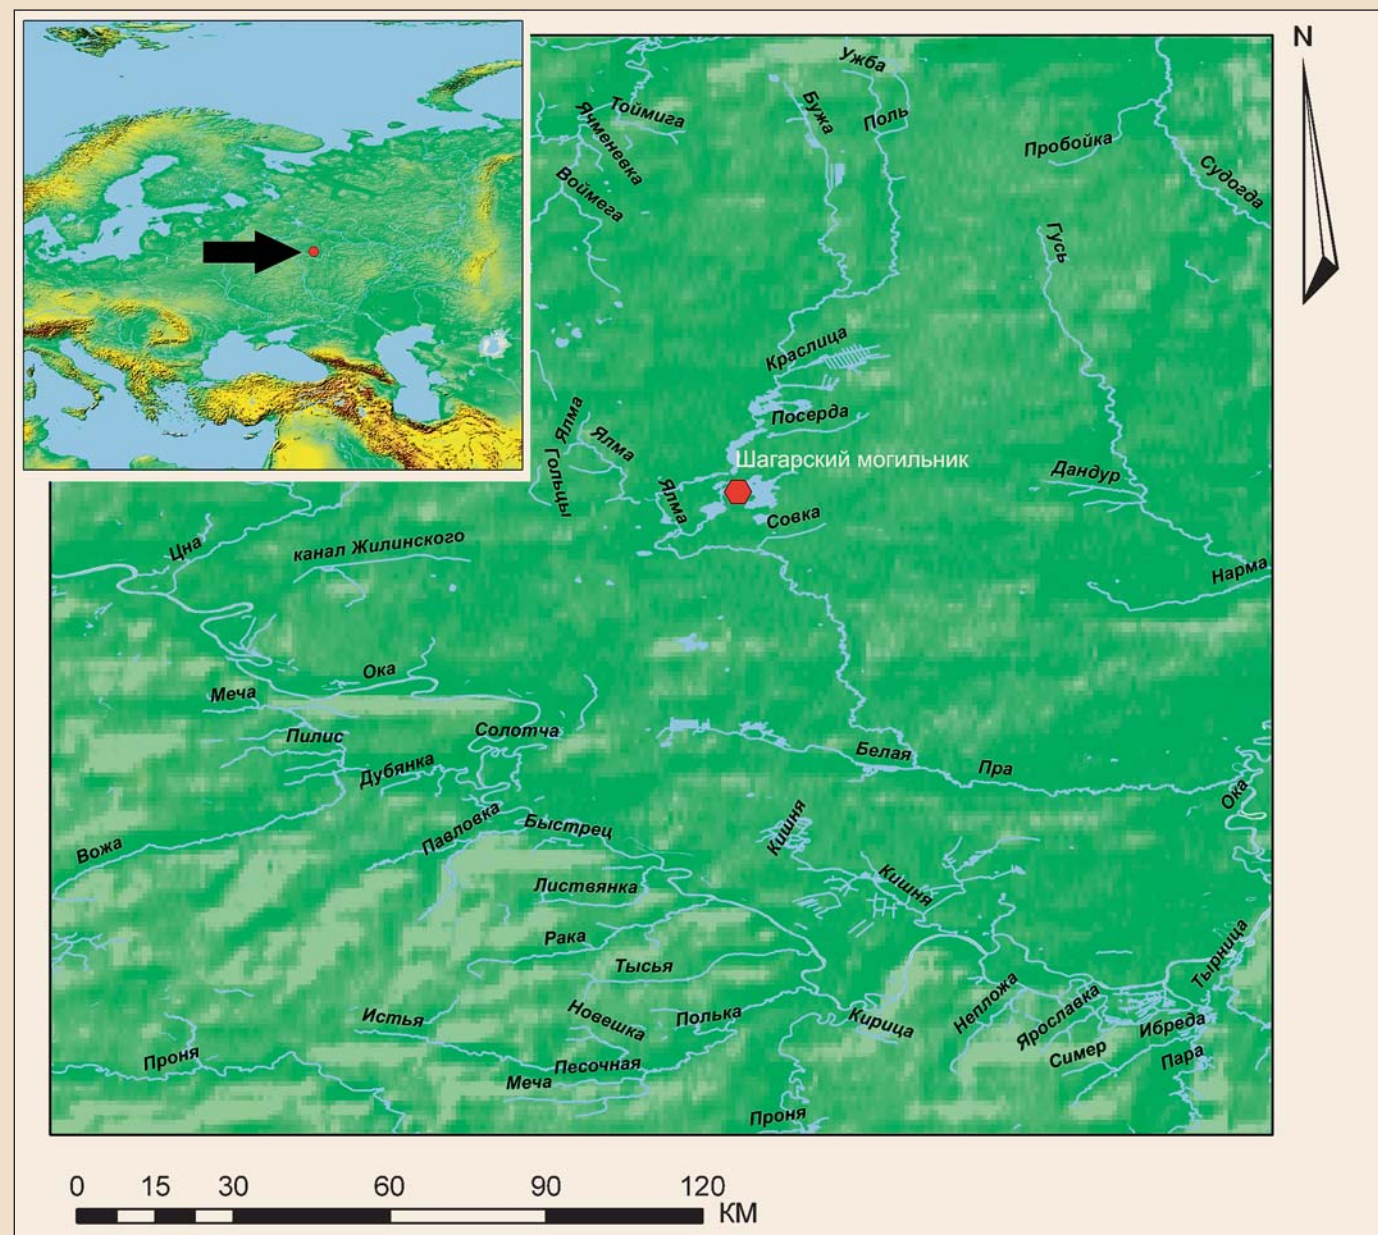 N
Ужба
Бужа
Поль
Тоймига
Ячменевка
Воймега
Пробойка
Судогда
Гусь
Краслица
Посерда
Ялма
Ялма
Гольцы
Шагарский могильник
Ялма
Совка
Дандур
Нарма
Цна
канал Жилинского
Ока
Меча
Пилис
Солотча
Дубянка
Белая
Пра
Ока
Вожа
Павловка
Быстрец
Кишня
Кишня
Листвянка
Рака
Тысья
Тырница
Истья
Новешка
Полька
Кирица
Непложа
Ярославка
Ибреда
Проня
Песочная
Меча
Симер
Пара
Проня
0 15 30 60 90 120
КМ